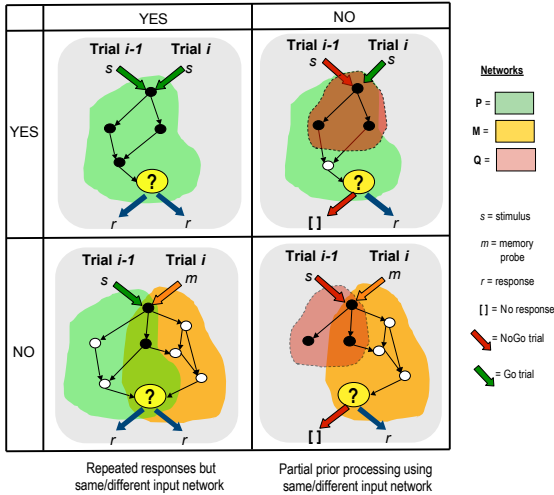 YES
NO
Trial i-1 Trial i
s s
?
r r
Trial i-1 Trial i
s s
?
[ ] r
YES
Trial i-1 Trial i
s m
?
r r
Trial i-1 Trial i
s m
?
[ ] r
NO
Repeated responses but
same/different input network
Partial prior processing using
same/different input network
Networks
P =
M =
Q =
s = stimulus
m = memory
probe
r = response
[ ] = No response
= NoGo trial
= Go trial